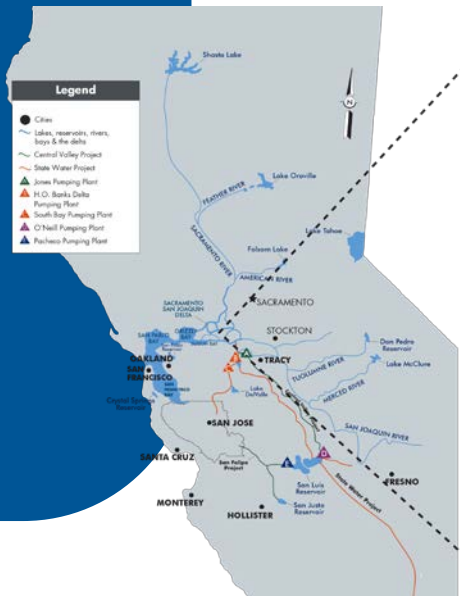 Shasta Lake
Legend
Cities
Lakes, reservoirs, rivers,
bays & the delta
Central Valley Project
State Water Project
Jones Pumping Plant
H.O. Banks Delta
Pumping Plant
South Bay Pumping Plant
O'Neill Pumping Plant
Pacheco Pumping Plant
N
FEATHER RIVER
Lake Oroville
SACRAMENTO RIVER
Folsom Lake
Lake Tahoe
AMERICAN RIVER
SACRAMENTO
SAN JOAQUIN
DELTA
SACRAMENTO
STOCKTON
SAN PABLO
BAY
Don Pedro
Reservoir
OAKLAND
SAN
FRANCISCO
TRACY
TUOLUMNE RIVER
Lake McClure
MERCED RIVER
Lake
Del Valle
Crystal Springs
Reservoir
SAN JOSE
SAN JOAQUIN RIVER
SANTA CRUZ
San Felipe
Project
San Luis
Reservoir
State Water Project
FRESNO
MONTEREY
HOLLISTER
San Justo
Reservoir